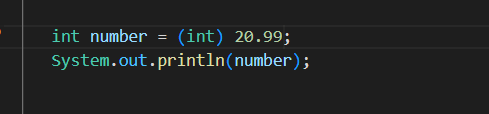 int number = (int) 20.99;
System.out.println(number);